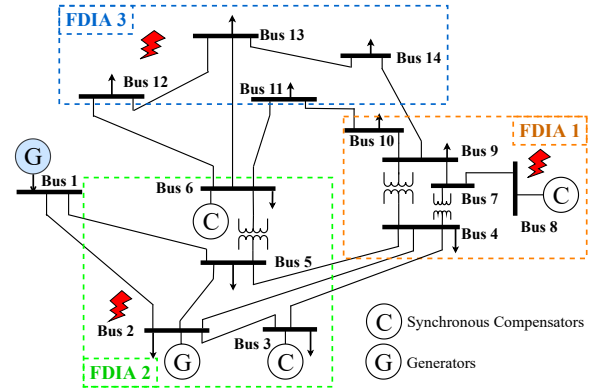 FDIA 3
Bus 13
Bus 14
Bus 12
Bus 11
FDIA 1
Bus 10
Bus 9
G
Bus 1
Bus 6
Bus 7
C
Bus 8
C
Bus 4
Bus 5
Bus 2
Bus 3
C Synchronous Compensators
G
C
G Generators
FDIA 2